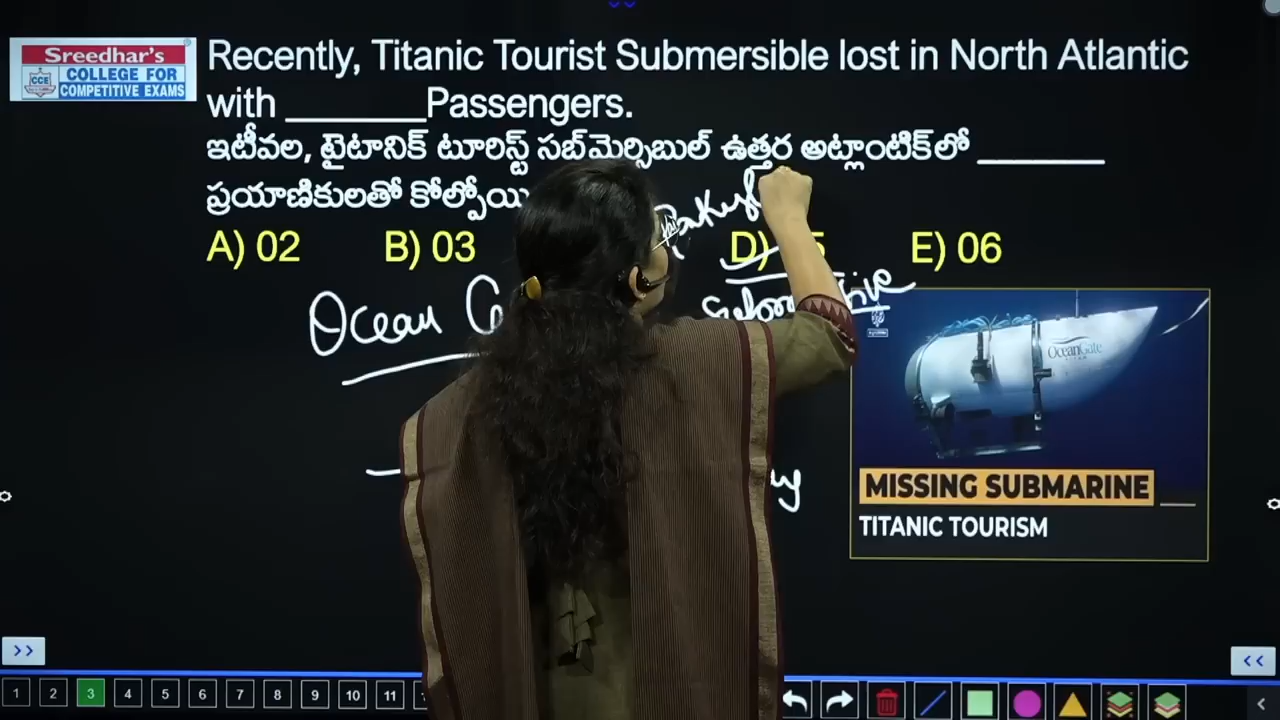 Sreedhar's
CCE
COLLEGE FOR
COMPETITIVE EXAMS
Recently, Titanic Tourist Submersible lost in North Atlantic
with ________Passengers.
ఇటీవల, టైటానిక్ టూరిస్ట్ సబ్‌మెర్సిబుల్ ఉత్తర అట్లాంటిక్‌లో ________
ప్రయాణికులతో
A) 02 B) 03 D) E) 06
Ocean
OceanGate
MISSING SUBMARINE
TITANIC TOURISM
>> <<
1 2 3 4 5 6 7 8 9 10 11